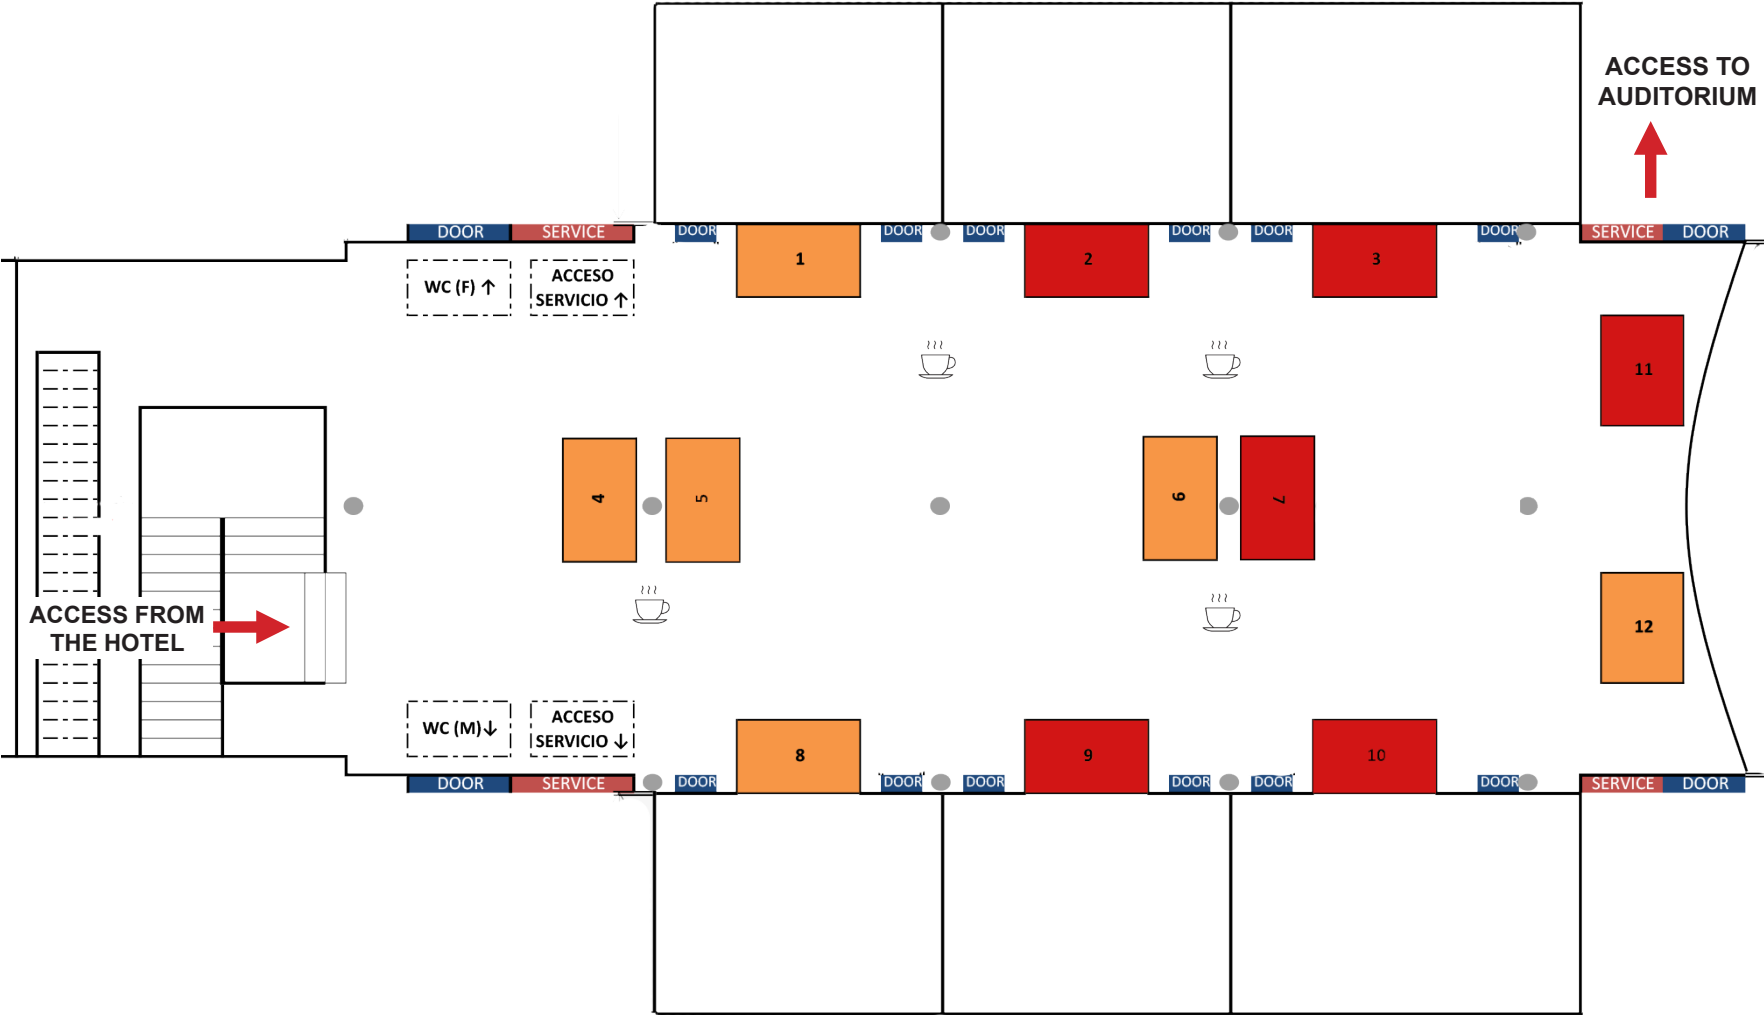 ACCESS TO
AUDITORIUM
DOOR SERVICE DOOR DOOR DOOR DOOR DOOR DOOR SERVICE DOOR
WC (F) ↑
ACCESO
SERVICIO ↑
1
2
3
11
4
5
6
7
ACCESS FROM
THE HOTEL
12
WC (M)↓
ACCESO
SERVICIO ↓
8
9
10
DOOR SERVICE DOOR DOOR DOOR DOOR DOOR DOOR SERVICE DOOR